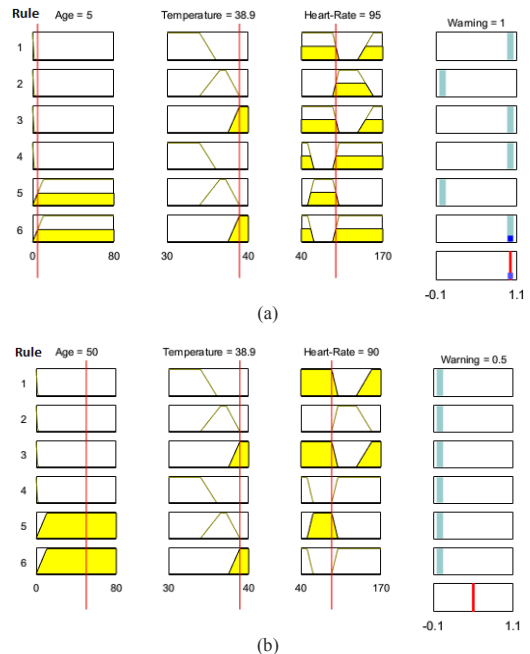 Rule Age = 5 Temperature = 38.9 Heart-Rate = 95 Warning = 1
1
2
3
4
5
6
0 80 30 40 40 170
-0.1 1.1
(a)
Rule Age = 50 Temperature = 38.9 Heart-Rate = 90 Warning = 0.5
1
2
3
4
5
6
0 80 30 40 40 170
-0.1 1.1
(b)